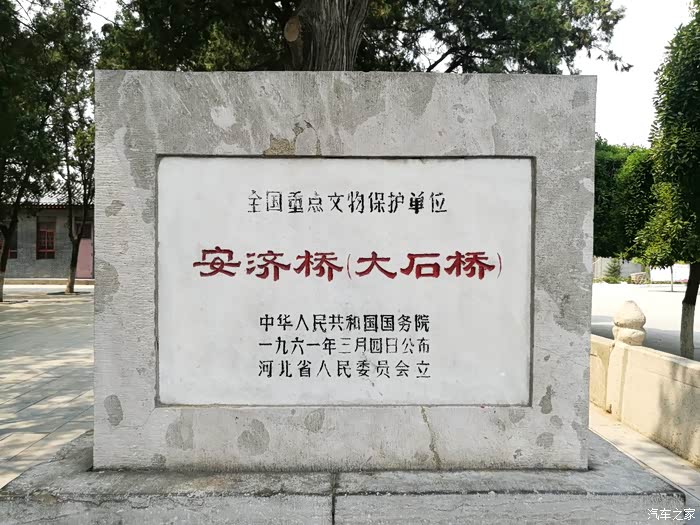 全国重点文物保护单位
安济桥(大石桥)
中华人民共和国国务院
一九六一年三月四日公布
河北省人民委员会立
汽车之家